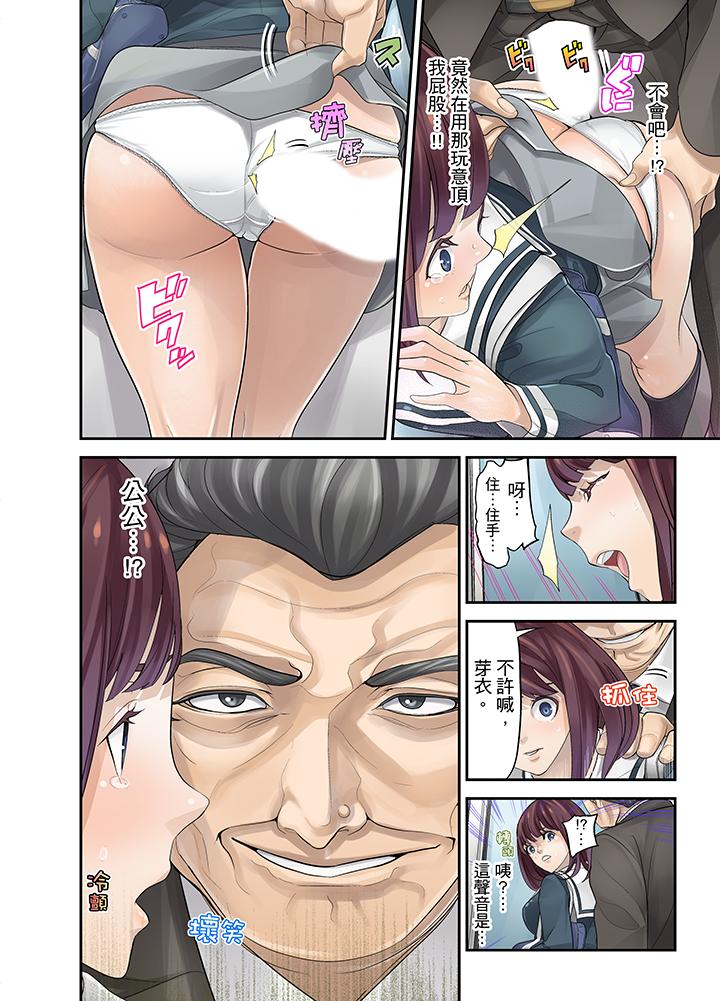 不會吧…!?
竟然在用那玩意頂
我屁股…!!
ぐ
に
ビク
ビク
ス
擠
壓
ビクッ
呀…
住…住手…
不許喊，
芽衣。
抓住
!?…
轉頭
咦?…
這聲音是…
公公…!?
冷
顫
壞笑